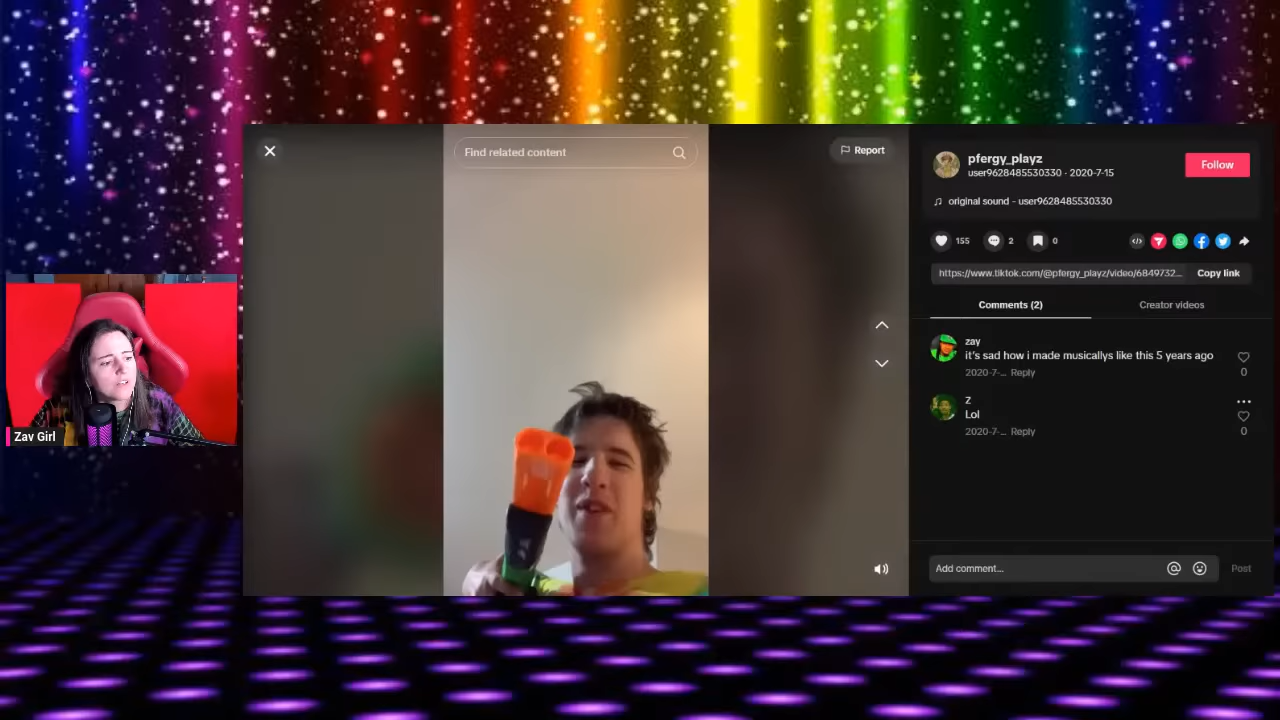 Find related content
Report
pfergy_playz
user9628485530330 · 2020-7-15
Follow
original sound - user9628485530330
155
2
0
https://www.tiktok.com/@pfergy_playz/video/6849732...
Copy link
Comments (2)
Creator videos
zay
it's sad how i made musicallys like this 5 years ago
2020-7-... Reply
0
Z
Lol
2020-7-... Reply
0
Add comment...
Post
Zav Girl